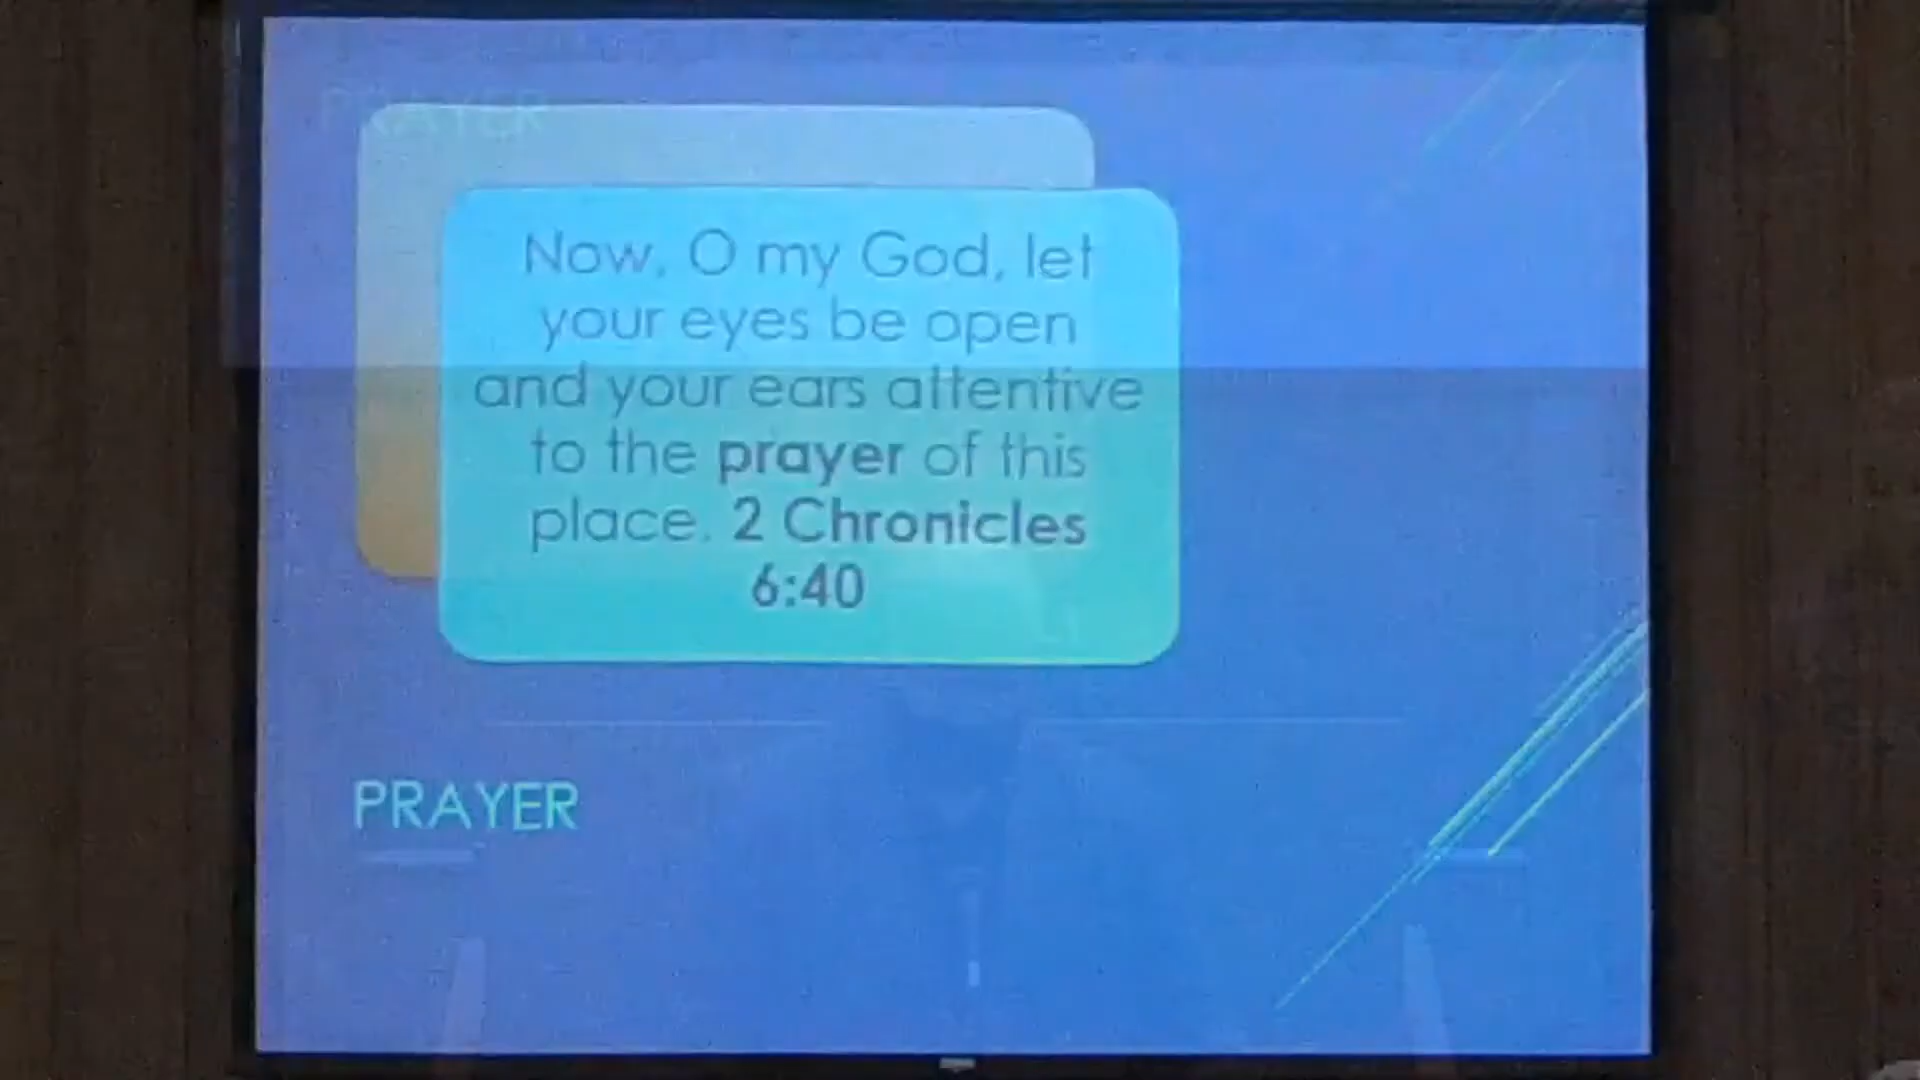 PRAYER
Now, O my God, let
your eyes be open
and your ears attentive
to the prayer of this
place. 2 Chronicles
6:40
PRAYER